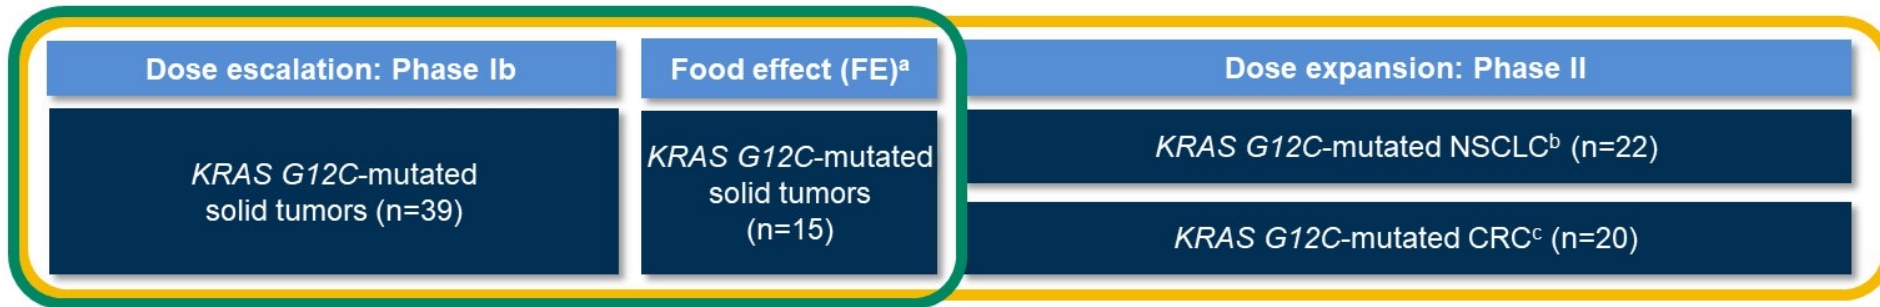 Dose escalation: Phase Ib
KRAS G12C-mutated
solid tumors (n=39)
Food effect (FE)ᵃ
KRAS G12C-mutated
solid tumors
(n=15)
Dose expansion: Phase II
KRAS G12C-mutated NSCLCᵇ (n=22)
KRAS G12C-mutated CRCᶜ (n=20)